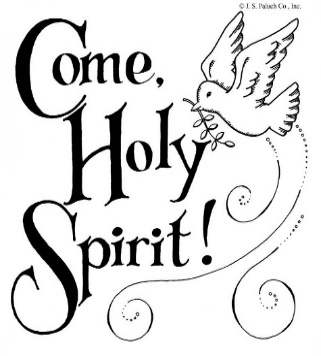 © J. S. Paluch Co., Inc.
Come,
Holy
Spirit!